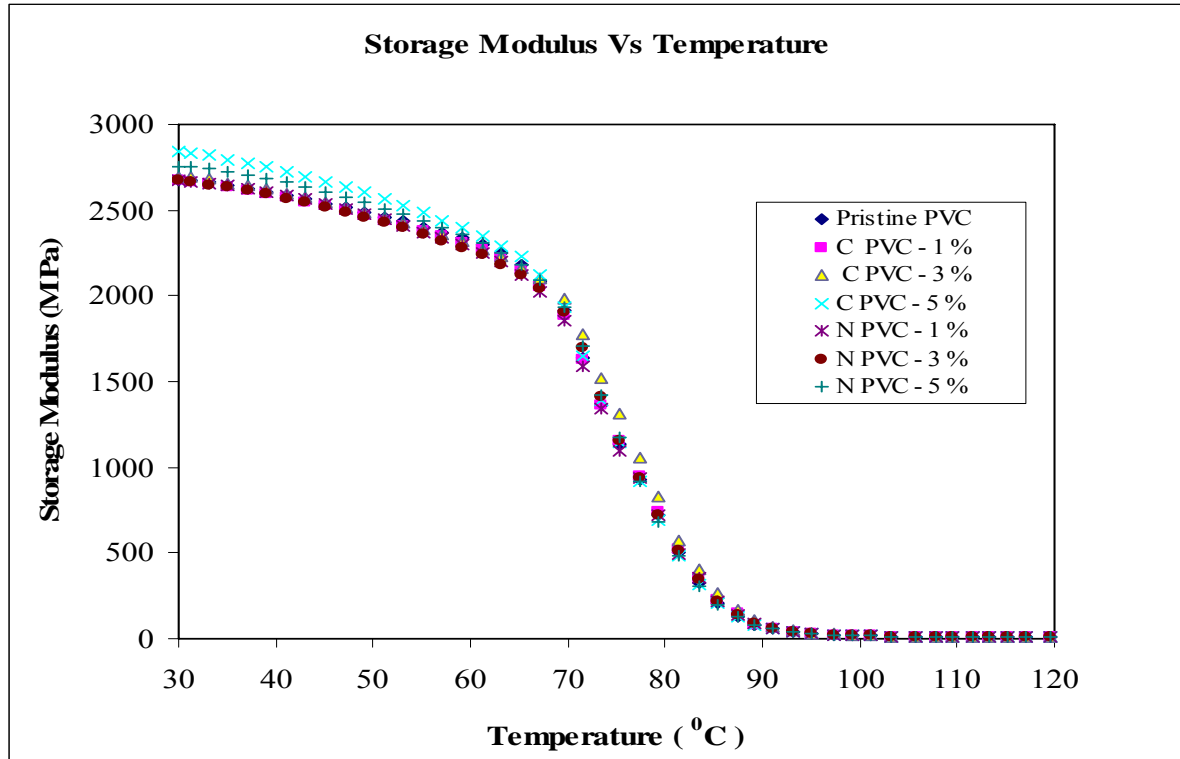 Storage Modulus Vs Temperature
Storage Modulus (MPa)
3000
2500
2000
1500
1000
500
0
30 40 50 60 70 80 90 100 110 120
Temperature ( ⁰C )
Pristine PVC
C PVC - 1 %
C PVC - 3 %
C PVC - 5 %
N PVC - 1 %
N PVC - 3 %
N PVC - 5 %